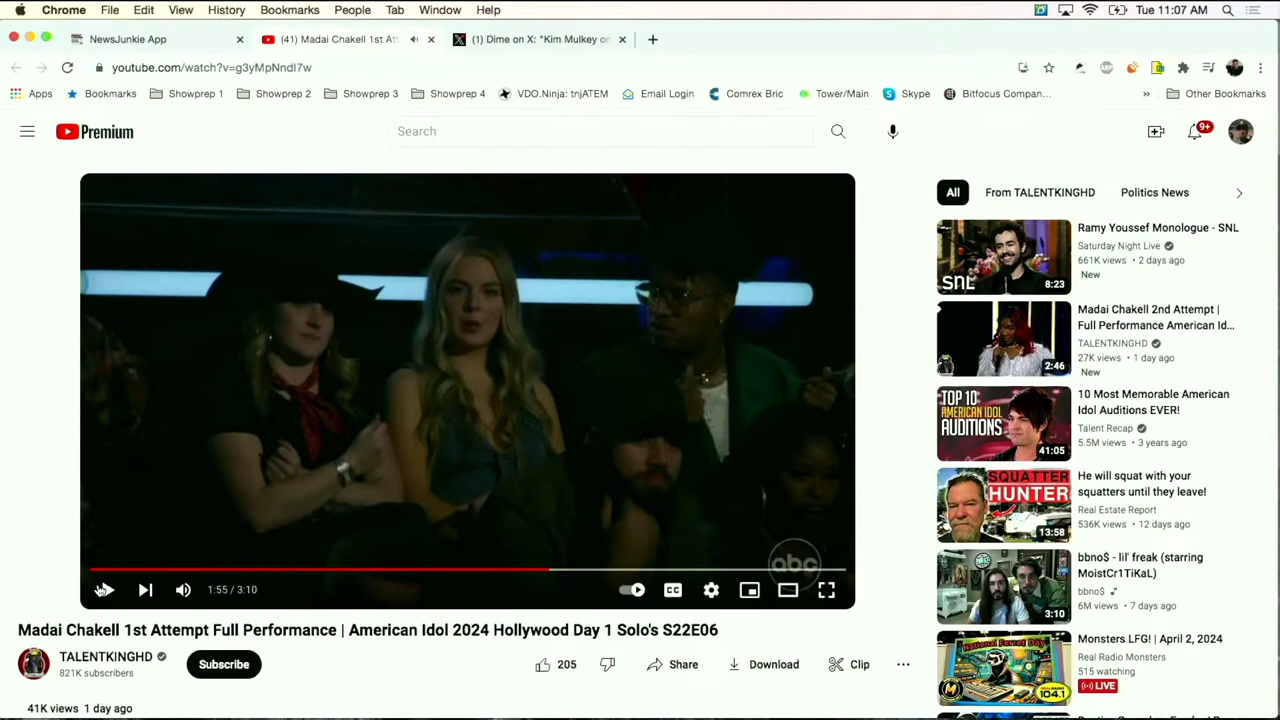 Chrome File Edit View History Bookmarks People Tab Window Help Tue 11:07 AM
NewsJunkie App × (41) Madai Chakell 1st Att × (1) Dime on X: "Kim Mulkey on × +
youtube.com/watch?v=g3yMpNndI7w
Apps Bookmarks Showprep 1 Showprep 2 Showprep 3 Showprep 4 VDO.Ninja: tnjATEM Email Login Comrex Bric Tower/Main Skype Bitfocus Compan... » Other Bookmarks
Premium Search 9+
All From TALENTKINGHD Politics News
Ramy Youssef Monologue - SNL
Saturday Night Live
661K views • 2 days ago
New
SNL 8:23
Madai Chakell 2nd Attempt |
Full Performance American Id...
TALENTKINGHD
27K views • 1 day ago
New
2:46
10 Most Memorable American
Idol Auditions EVER!
Talent Recap
5.5M views • 3 years ago
TOP 10
AMERICAN IDOL
AUDITIONS
41:05
He will squat with your
squatters until they leave!
Real Estate Report
536K views • 12 days ago
SQUATTER
HUNTER
13:58
bbno$ - lil' freak (starring
MoistCr1TiKaL)
bbno$
6M views • 7 days ago
3:10
Monsters LFG! | April 2, 2024
Real Radio Monsters
515 watching
LIVE
National Ferret Day
REAL RADIO
104.1
abc
1:55 / 3:10 CC
Madai Chakell 1st Attempt Full Performance | American Idol 2024 Hollywood Day 1 Solo's S22E06
TALENTKINGHD
821K subscribers
Subscribe
205 Share Download Clip ...
41K views 1 day ago